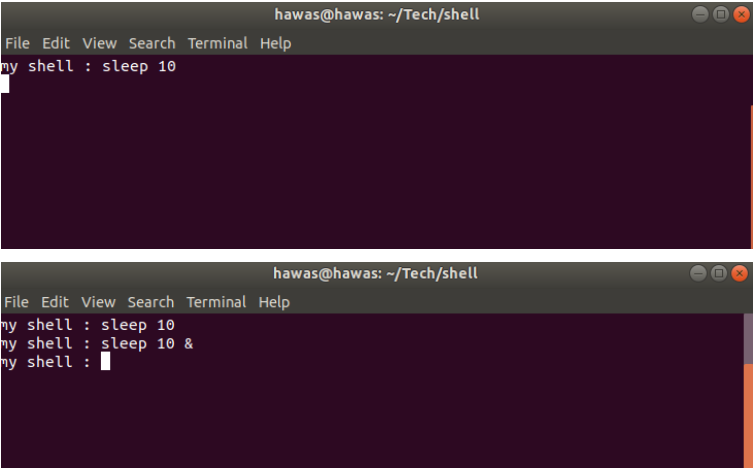 hawas@hawas: ~/Tech/shell
File Edit View Search Terminal Help
my shell : sleep 10
hawas@hawas: ~/Tech/shell
File Edit View Search Terminal Help
my shell : sleep 10
my shell : sleep 10 &
my shell :